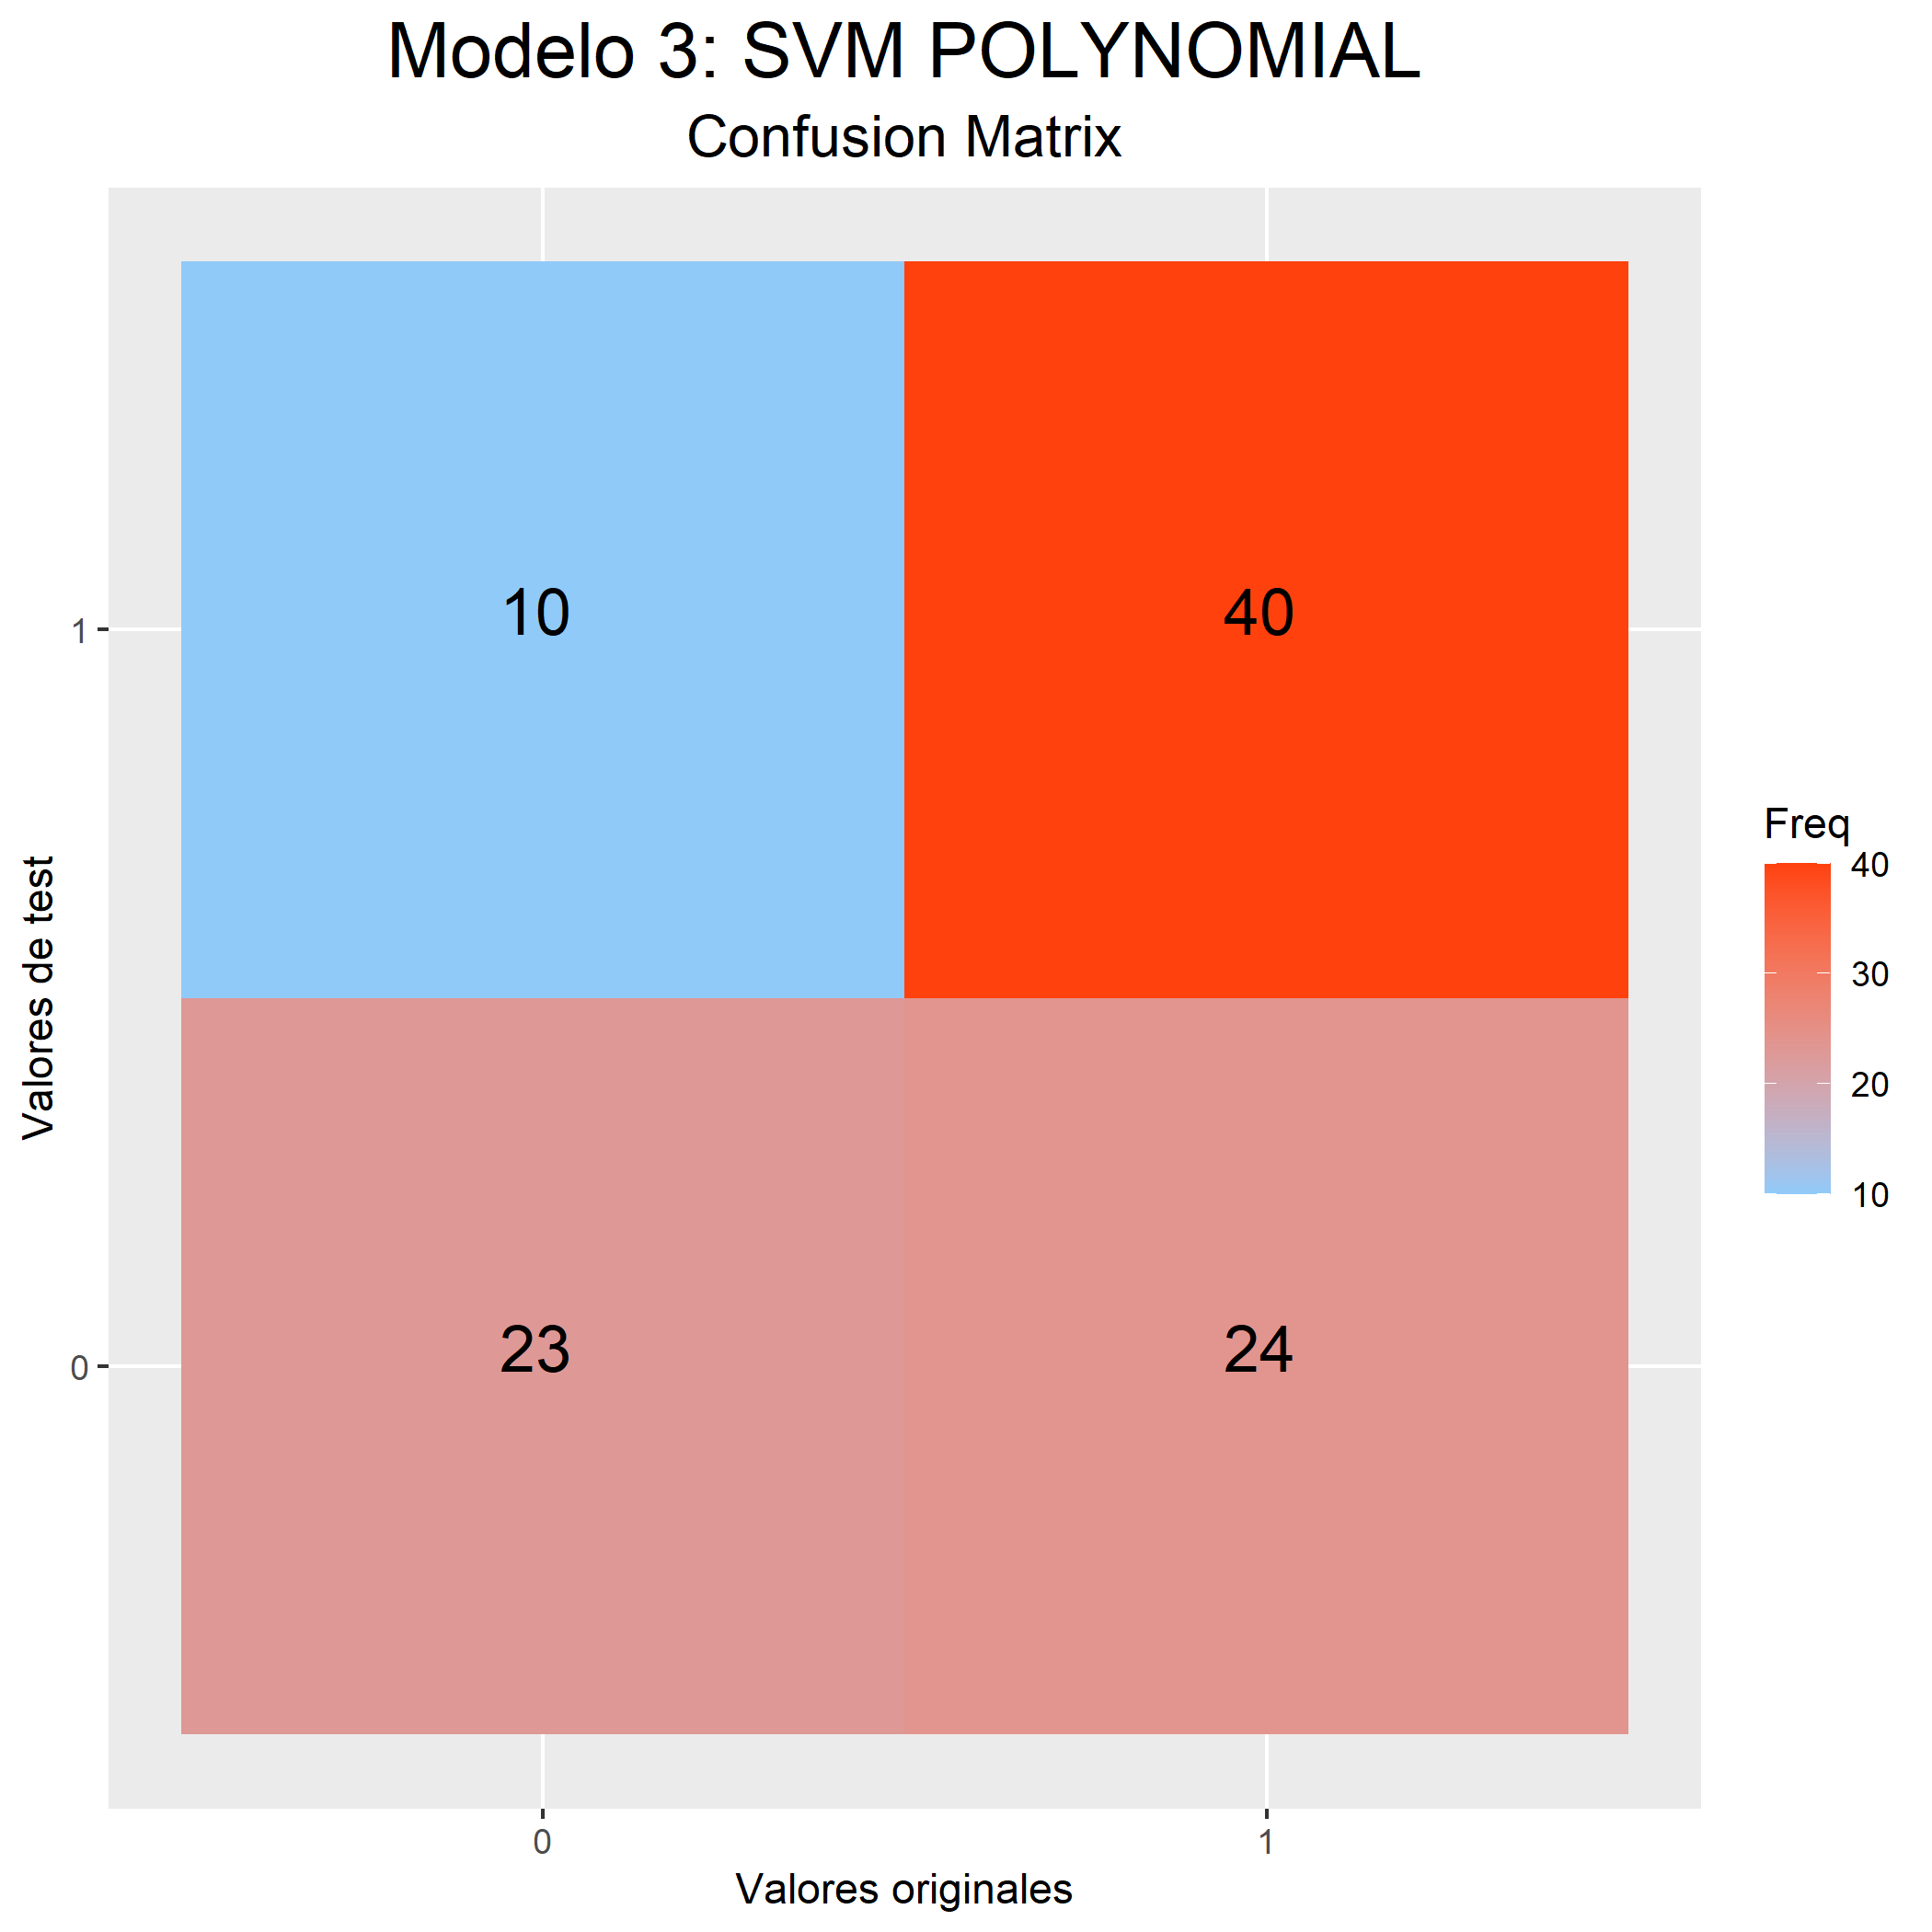 Modelo 3: SVM POLYNOMIAL
Confusion Matrix
Valores de test
1
0
10
40
23
24
0
1
Valores originales
Freq
40
30
20
10